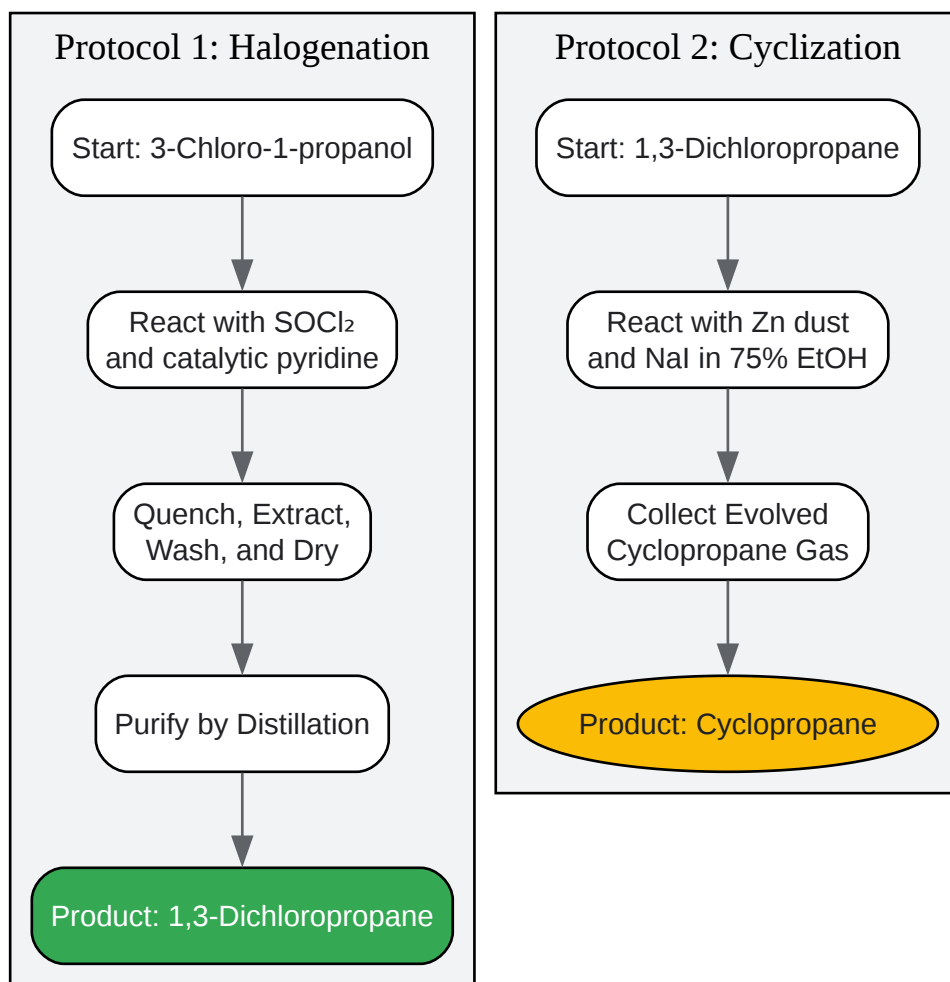 Protocol 1: Halogenation
Start: 3-Chloro-1-propanol
React with SOCl₂
and catalytic pyridine
Quench, Extract,
Wash, and Dry
Purify by Distillation
Product: 1,3-Dichloropropane
Protocol 2: Cyclization
Start: 1,3-Dichloropropane
React with Zn dust
and NaI in 75% EtOH
Collect Evolved
Cyclopropane Gas
Product: Cyclopropane